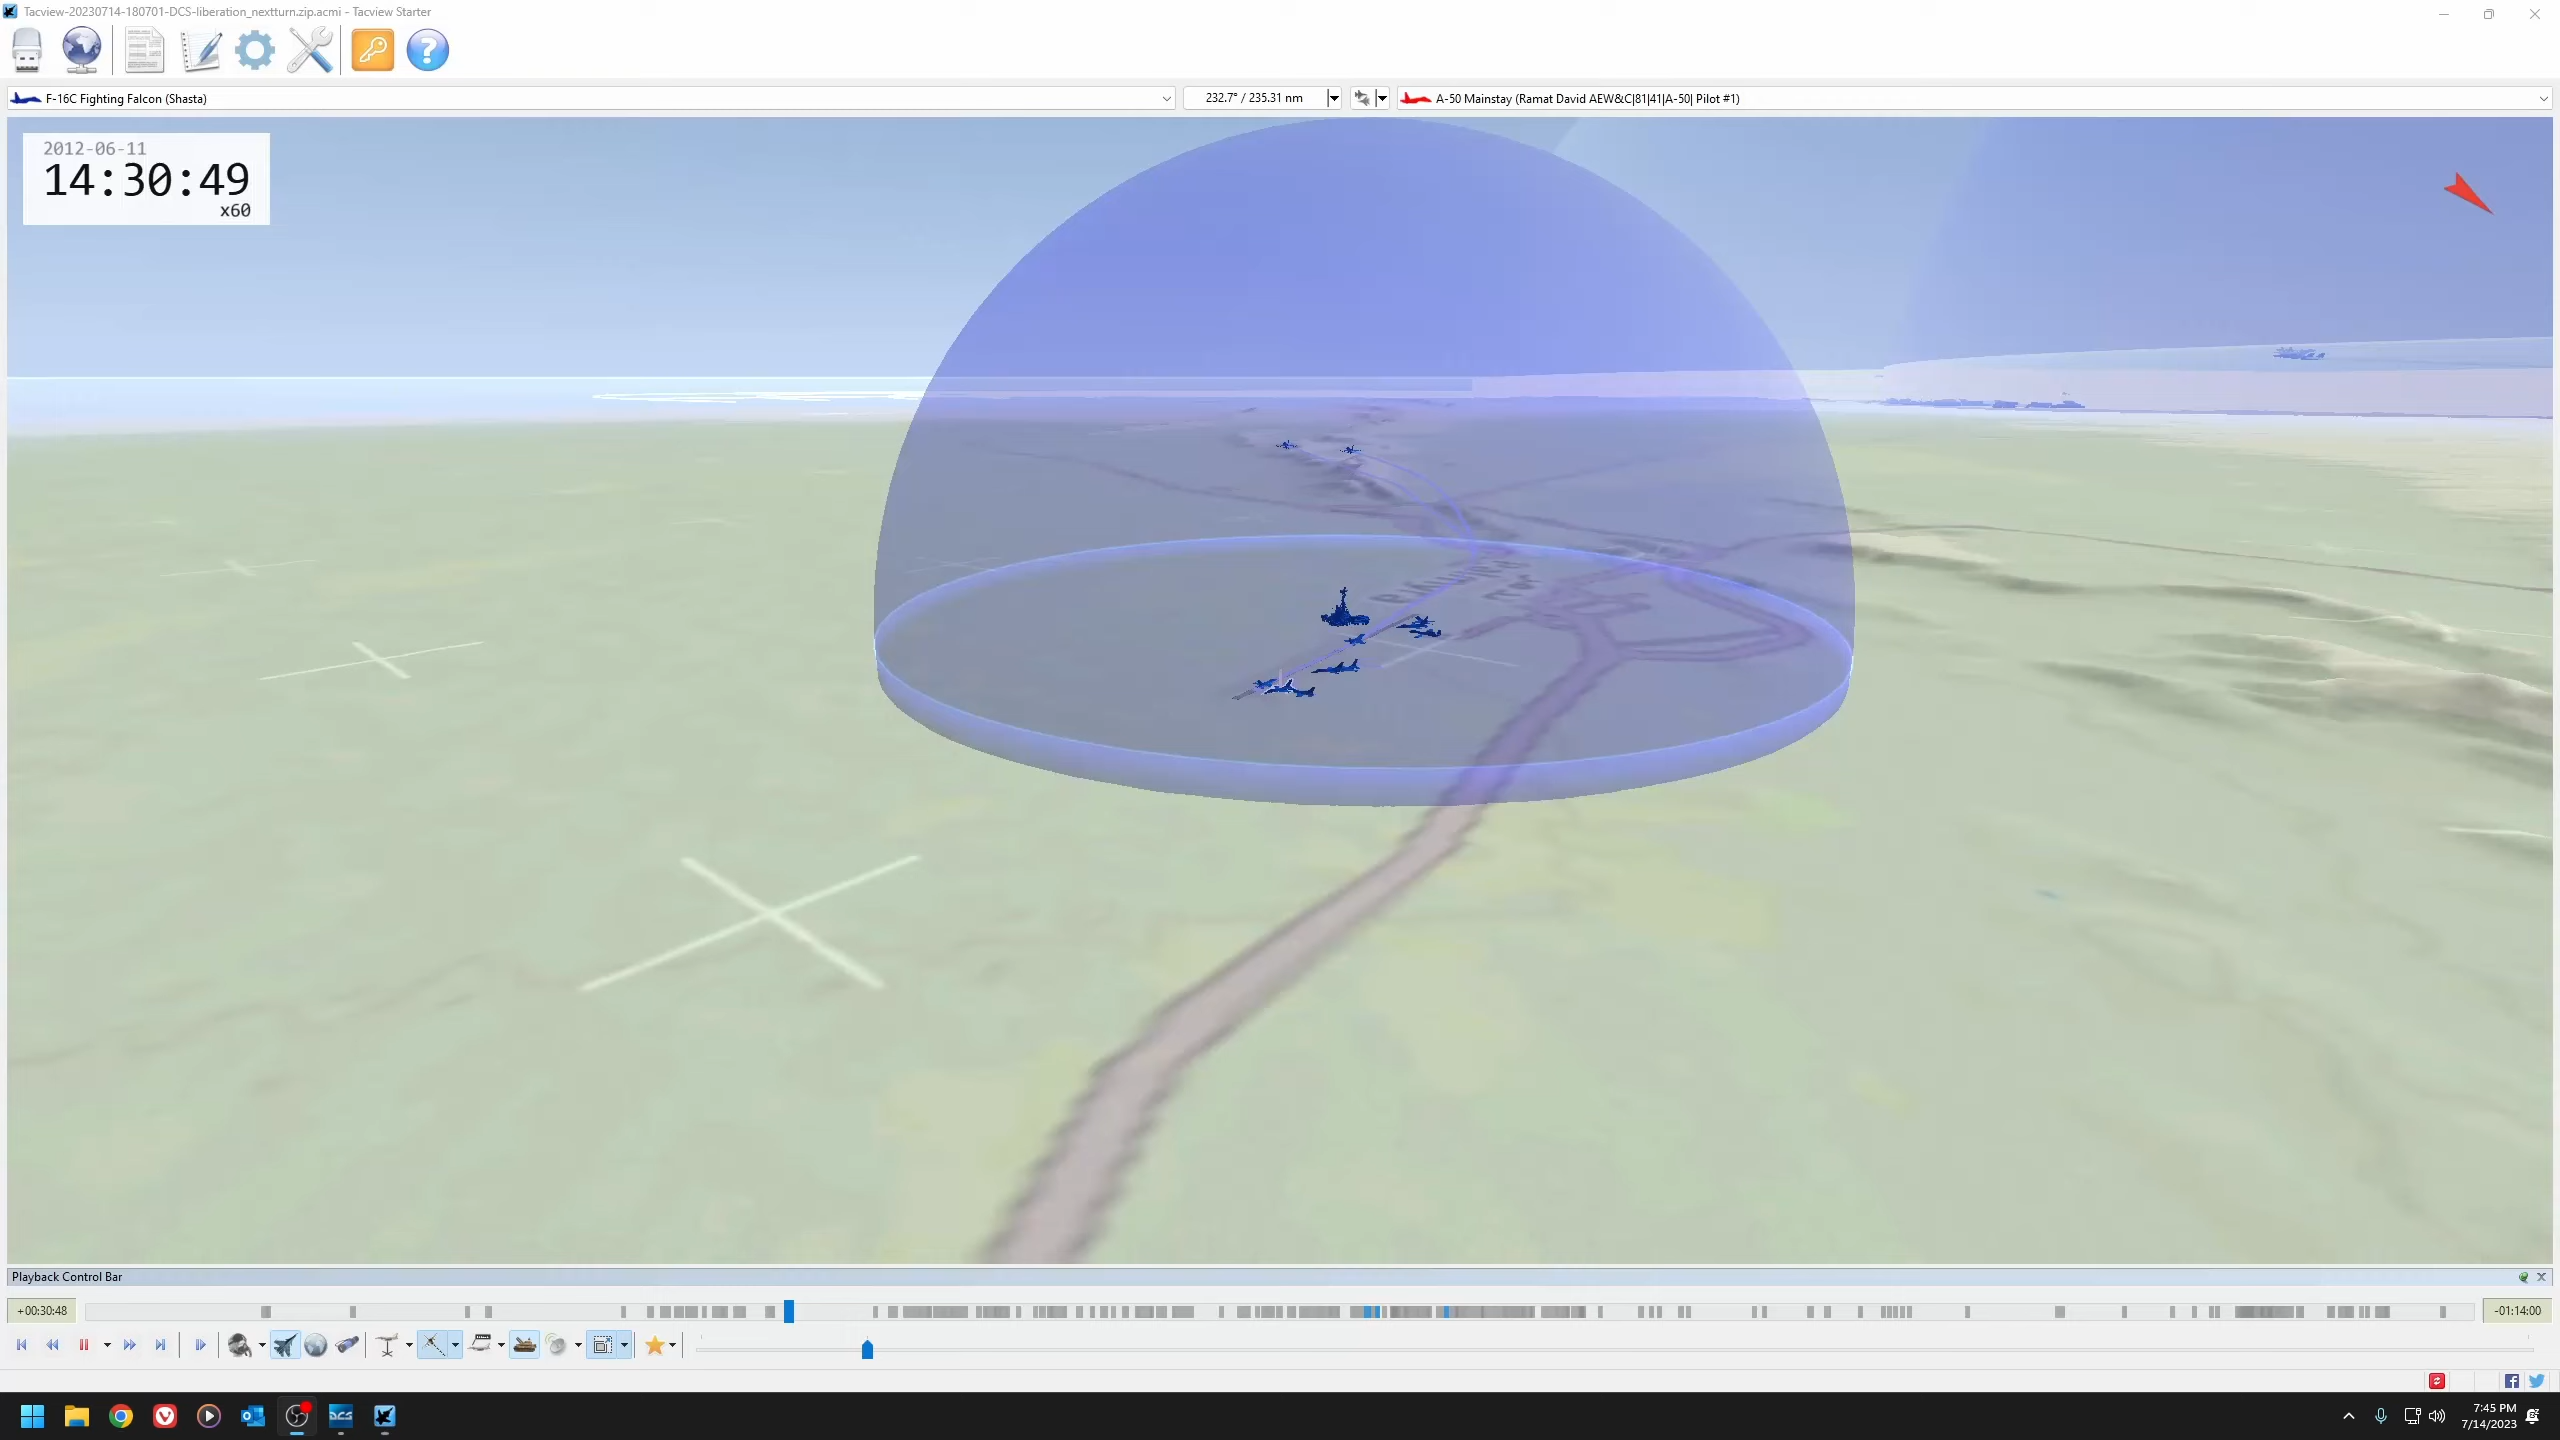 Tacview-20230714-180701-DCS-liberation_nextturn.zip.acmi - Tacview Starter
F-16C Fighting Falcon (Shasta)
232.7° / 235.31 nm
A-50 Mainstay (Ramat David AEW&C|81|41|A-50| Pilot #1)
2012-06-11
14:30:49
x60
Playback Control Bar
+00:30:48
-01:14:00
DCS
7:45 PM
7/14/2023